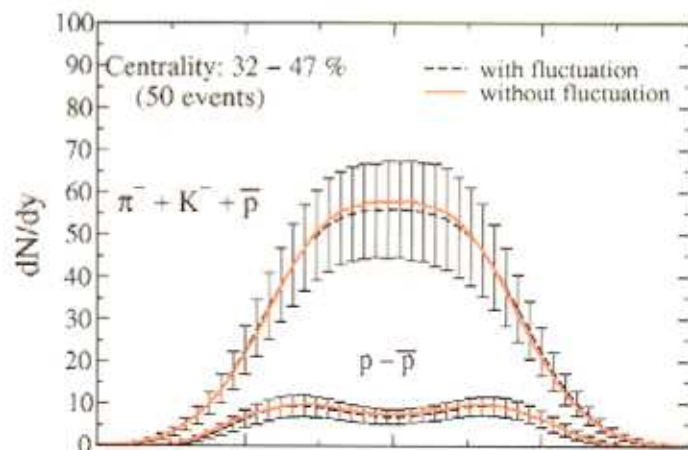 100
90
80
70
60
50
40
30
20
10
0
dN/dy
Centrality: 32 – 47 %
(50 events)
with fluctuation
without fluctuation
π⁻ + K⁻ + p̅
p – p̅